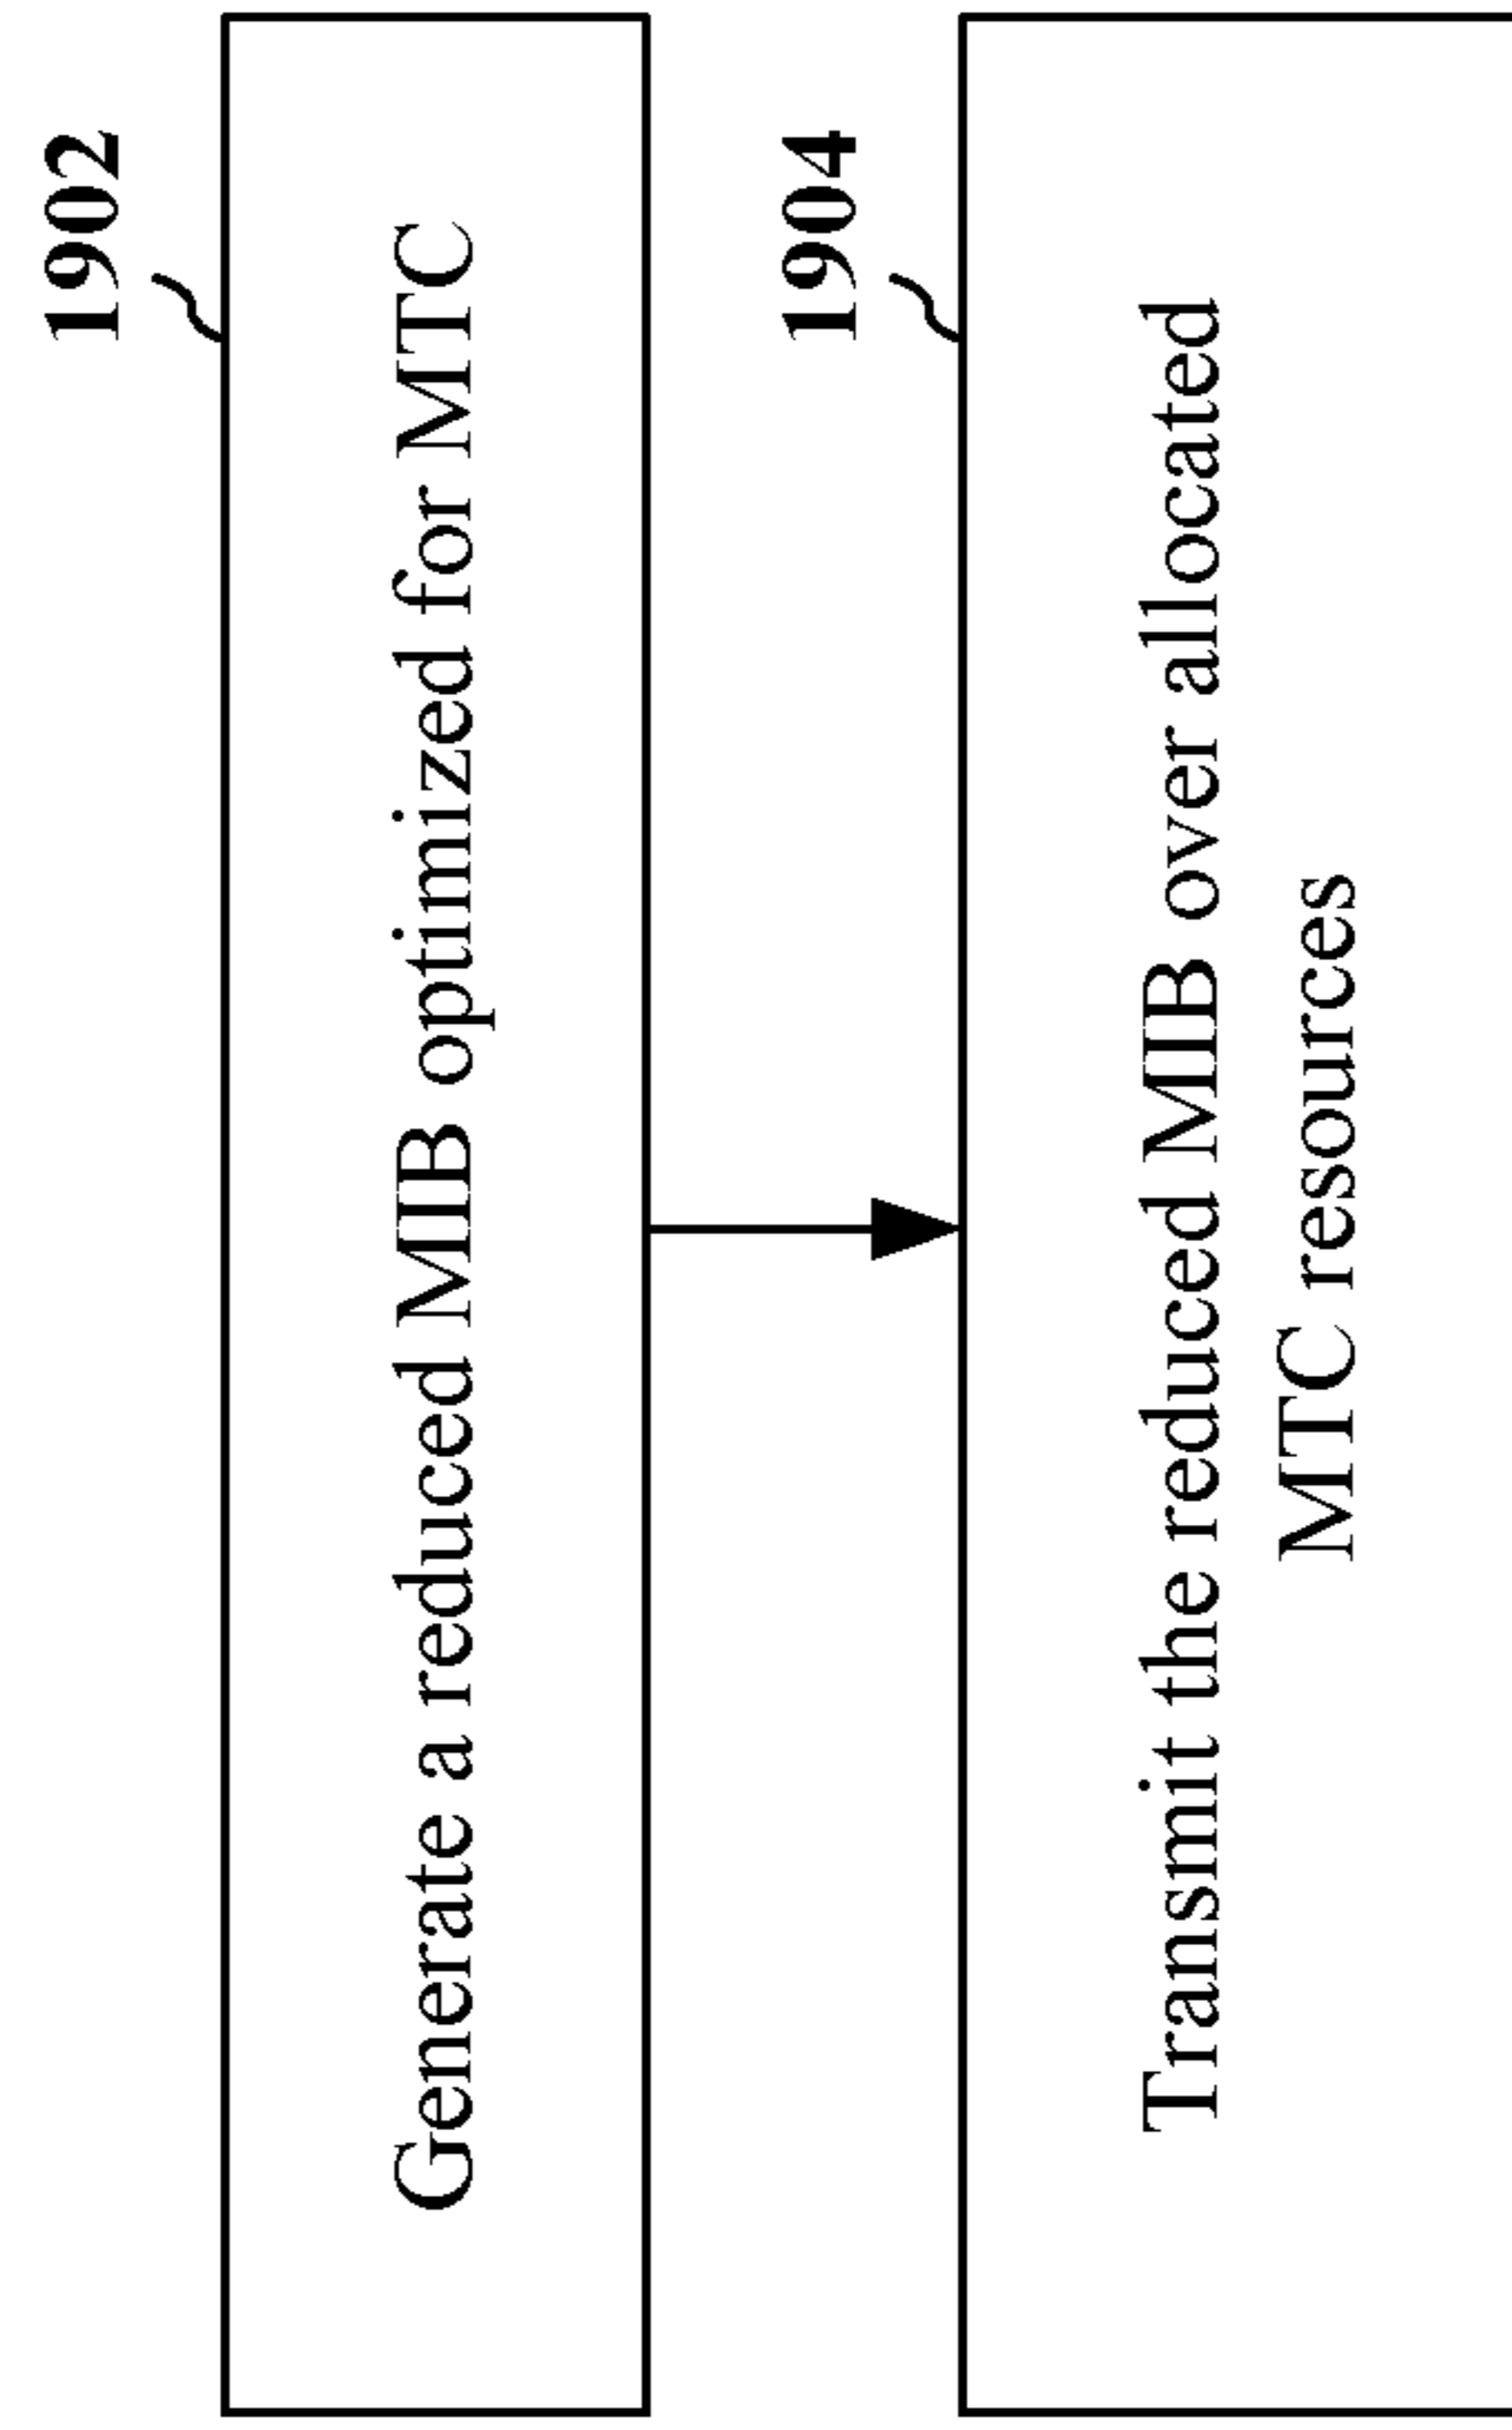 1902
Generate a reduced MIB optimized for MTC
1904
Transmit the reduced MIB over allocated
MTC resources